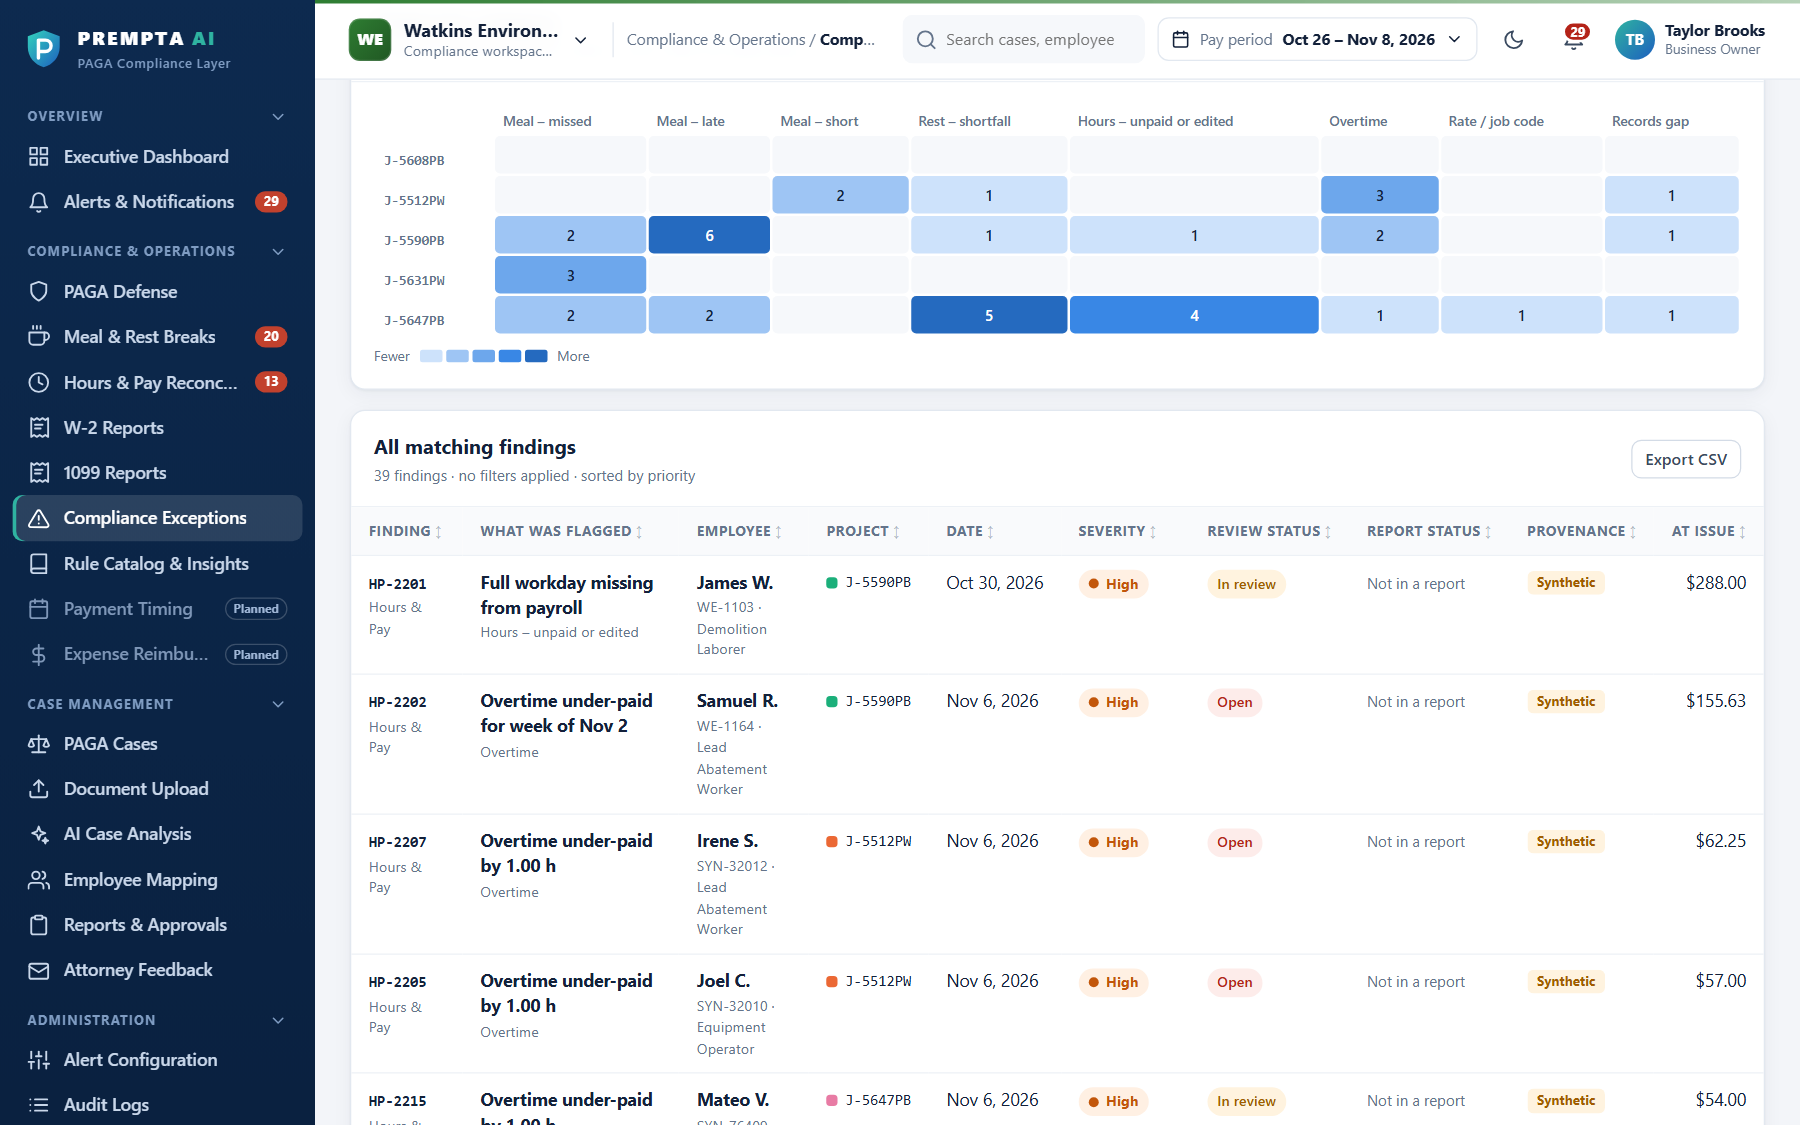 PREMPTA AI
PAGA Compliance Layer
OVERVIEW
Executive Dashboard
Alerts & Notifications 29
COMPLIANCE & OPERATIONS
PAGA Defense
Meal & Rest Breaks 20
Hours & Pay Reconc... 13
W-2 Reports
1099 Reports
Compliance Exceptions
Rule Catalog & Insights
Payment Timing Planned
Expense Reimbu... Planned
CASE MANAGEMENT
PAGA Cases
Document Upload
AI Case Analysis
Employee Mapping
Reports & Approvals
Attorney Feedback
ADMINISTRATION
Alert Configuration
Audit Logs
WE
Watkins Environ...
Compliance workspac...
Compliance & Operations / Comp...
Search cases, employee
Pay period Oct 26 – Nov 8, 2026
29
TB
Taylor Brooks
Business Owner
Meal – missed Meal – late Meal – short Rest – shortfall Hours – unpaid or edited Overtime Rate / job code Records gap
J-5608PB
J-5512PW 2 1 3 1
J-5590PB 2 6 1 1 2 1
J-5631PW 3
J-5647PB 2 2 5 4 1 1 1
Fewer More
All matching findings
39 findings · no filters applied · sorted by priority
Export CSV
FINDING WHAT WAS FLAGGED EMPLOYEE PROJECT DATE SEVERITY REVIEW STATUS REPORT STATUS PROVENANCE AT ISSUE
HP-2201 Full workday missing James W. J-5590PB Oct 30, 2026 High In review Not in a report Synthetic $288.00
Hours & from payroll WE-1103 ·
Pay Hours – unpaid or edited Demolition
Laborer
HP-2202 Overtime under-paid Samuel R. J-5590PB Nov 6, 2026 High Open Not in a report Synthetic $155.63
Hours & for week of Nov 2 WE-1164 ·
Pay Overtime Lead
Abatement
Worker
HP-2207 Overtime under-paid Irene S. J-5512PW Nov 6, 2026 High Open Not in a report Synthetic $62.25
Hours & by 1.00 h SYN-32012 ·
Pay Overtime Lead
Abatement
Worker
HP-2205 Overtime under-paid Joel C. J-5512PW Nov 6, 2026 High Open Not in a report Synthetic $57.00
Hours & by 1.00 h SYN-32010 ·
Pay Overtime Equipment
Operator
HP-2215 Overtime under-paid Mateo V. J-5647PB Nov 6, 2026 High In review Not in a report Synthetic $54.00
Hours & by 1.00 h